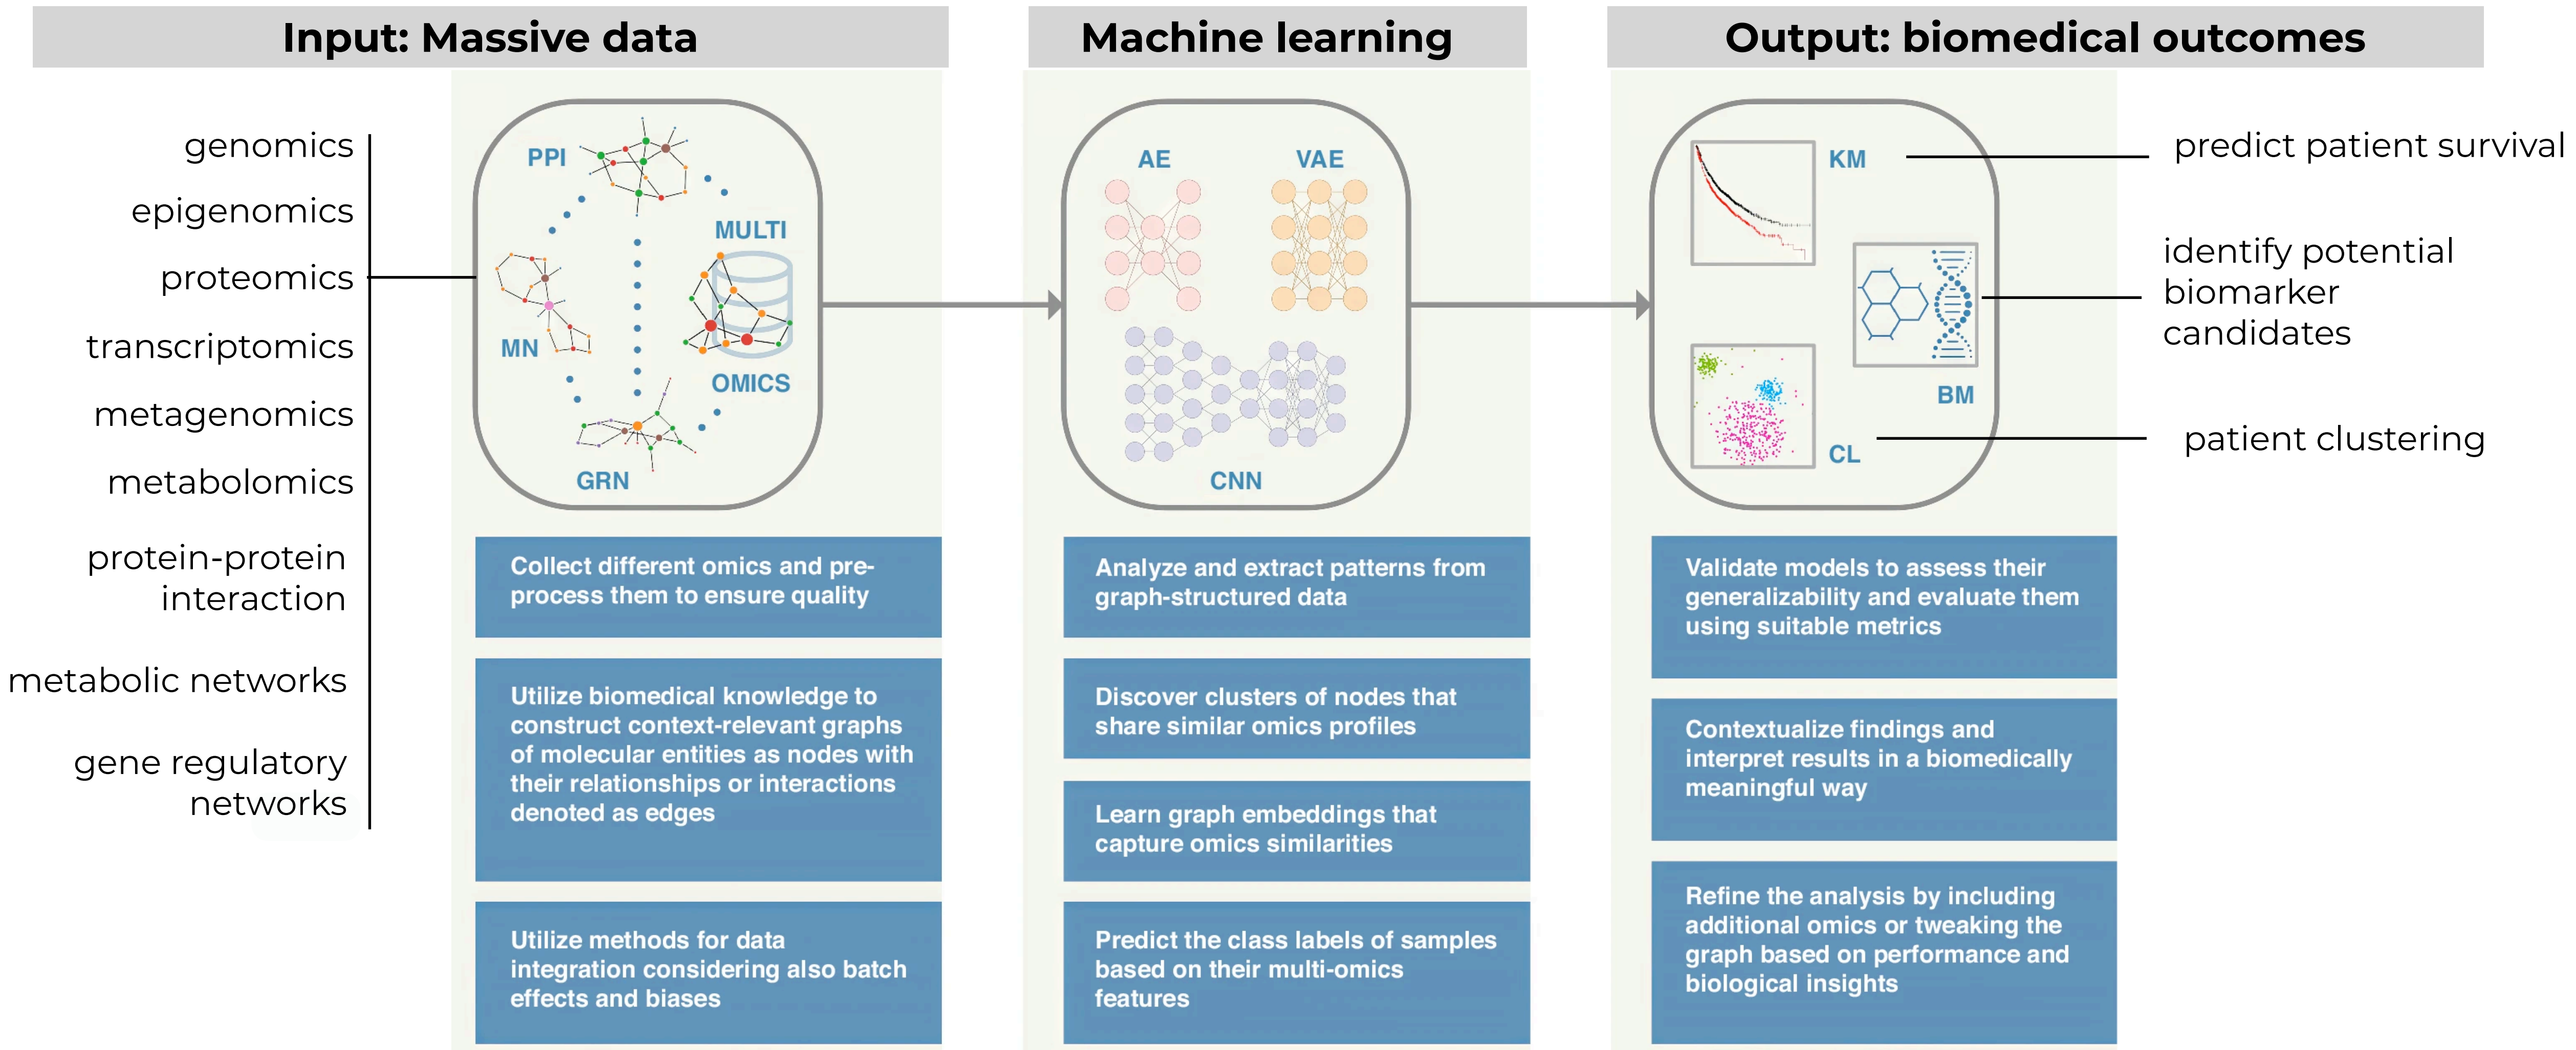 Input: Massive data
genomics
epigenomics
proteomics
transcriptomics
metagenomics
metabolomics
protein-protein
interaction
metabolic networks
gene regulatory
networks
PPI
MULTI
MN
OMICS
GRN
Collect different omics and pre-
process them to ensure quality
Utilize biomedical knowledge to
construct context-relevant graphs
of molecular entities as nodes with
their relationships or interactions
denoted as edges
Utilize methods for data
integration considering also batch
effects and biases
Machine learning
AE
VAE
CNN
Analyze and extract patterns from
graph-structured data
Discover clusters of nodes that
share similar omics profiles
Learn graph embeddings that
capture omics similarities
Predict the class labels of samples
based on their multi-omics
features
Output: biomedical outcomes
KM
BM
CL
predict patient survival
identify potential
biomarker
candidates
patient clustering
Validate models to assess their
generalizability and evaluate them
using suitable metrics
Contextualize findings and
interpret results in a biomedically
meaningful way
Refine the analysis by including
additional omics or tweaking the
graph based on performance and
biological insights